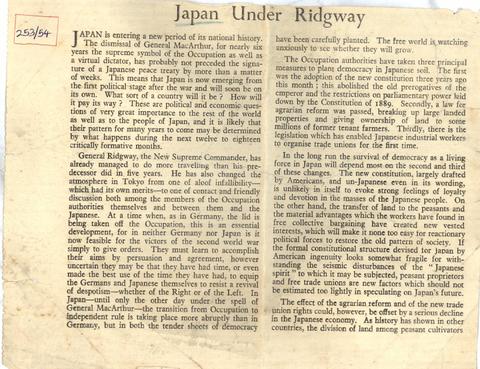 Japan Under Ridgway
253/54
JAPAN is entering a new period of its national history.
The dismissal of General MacArthur, for nearly six
years the supreme symbol of the Occupation as well as
a virtual dictator, has probably not preceded the signa-
ture of a Japanese peace treaty by more than a matter
of weeks. This means that Japan is now emerging from
the first political stage after the war and will soon be on
its own. What sort of a country will it be? How will
it pay its way? These are political and economic ques-
tions of very great importance to the rest of the world
as well as to the people of Japan, and it is likely that
their pattern for many years to come may be determined
by what happens during the next twelve to eighteen
critically formative months.
General Ridgway, the New Supreme Commander, has
already managed to do more travelling than his prede-
cessor did in five years. He has also changed the
atmosphere in Tokyo from one of aloof infallibility—
which had its own merits—to one of contact and friendly
discussion both among the members of the Occupation
authorities themselves and between them and the
Japanese. At a time when, as in Germany, the lid is
being taken off the Occupation, this is an essential
development, for in neither Germany nor Japan is it
now feasible for the victors of the second world war
simply to give orders. They must learn to accomplish
their aims by persuasion and agreement, however
uncertain they may be that they have had time, or even
made the best use of the time they have had, to equip
the Germans and Japanese themselves to resist a revival
of despotism—whether of the Right or of the Left. In
Japan—until only the other day under the spell of
General MacArthur—the transition from Occupation to
independent rule is taking place more abruptly than in
Germany, but in both the tender sheets of democracy
have been carefully planted. The free world is watching
anxiously to see whether they will grow.
The Occupation authorities have taken three principal
measures to plant democracy in Japanese soil. The first
was the adoption of the new constitution three years ago
this month; this abolished the old prerogatives of the
emperor and the restrictions on parliamentary power laid
down by the Constitution of 1889. Secondly, a law for
agrarian reform was passed, breaking up large landed
properties and giving ownership of land to some
millions of former tenant farmers. Thirdly, there is the
legislation which has enabled Japanese industrial workers
to organise trade unions for the first time.
In the long run the survival of democracy as a living
force in Japan will depend most on the second and third
of these changes. The new constitution, largely drafted
by Americans, and un-Japanese even in its wording,
is unlikely in itself to evoke strong feelings of loyalty
and devotion in the masses of the Japanese people. On
the other hand, the transfer of land to the peasants and
the material advantages which the workers have found in
free collective bargaining have created new vested
interests, which will make it none too easy for reactionary
political forces to restore the old pattern of society. If
the formal constitutional structure devised for Japan by
American ingenuity looks somewhat fragile for with-
standing the seismic disturbances of the "Japanese
spirit" to which it may be subjected, peasant proprietors
and free trade unions are new factors which should not
be estimated too lightly in speculating on Japan's future.
The effect of the agrarian reform and of the new trade
union rights could, however, be offset by a serious decline
in the Japanese economy. As history has shown in other
countries, the division of land among peasant cultivators